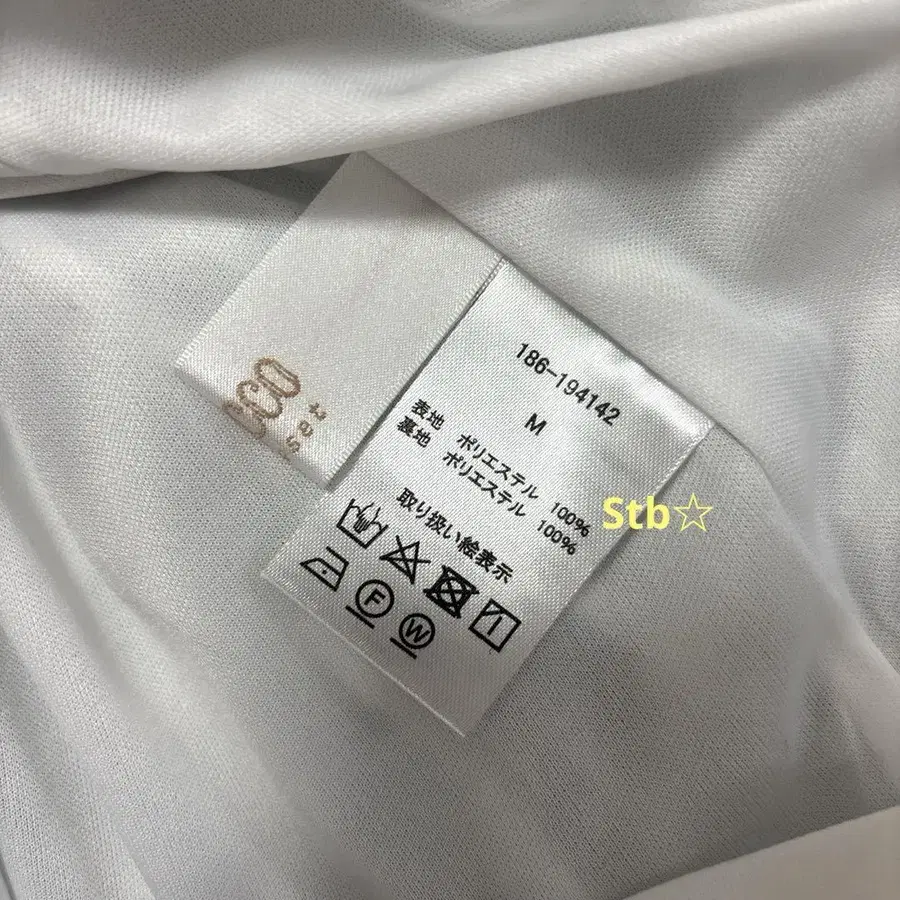 186-194142
M
表地 ポリエステル 100%
裏地 ポリエステル 100%
取り扱い絵表示
F
W
set
Stb☆